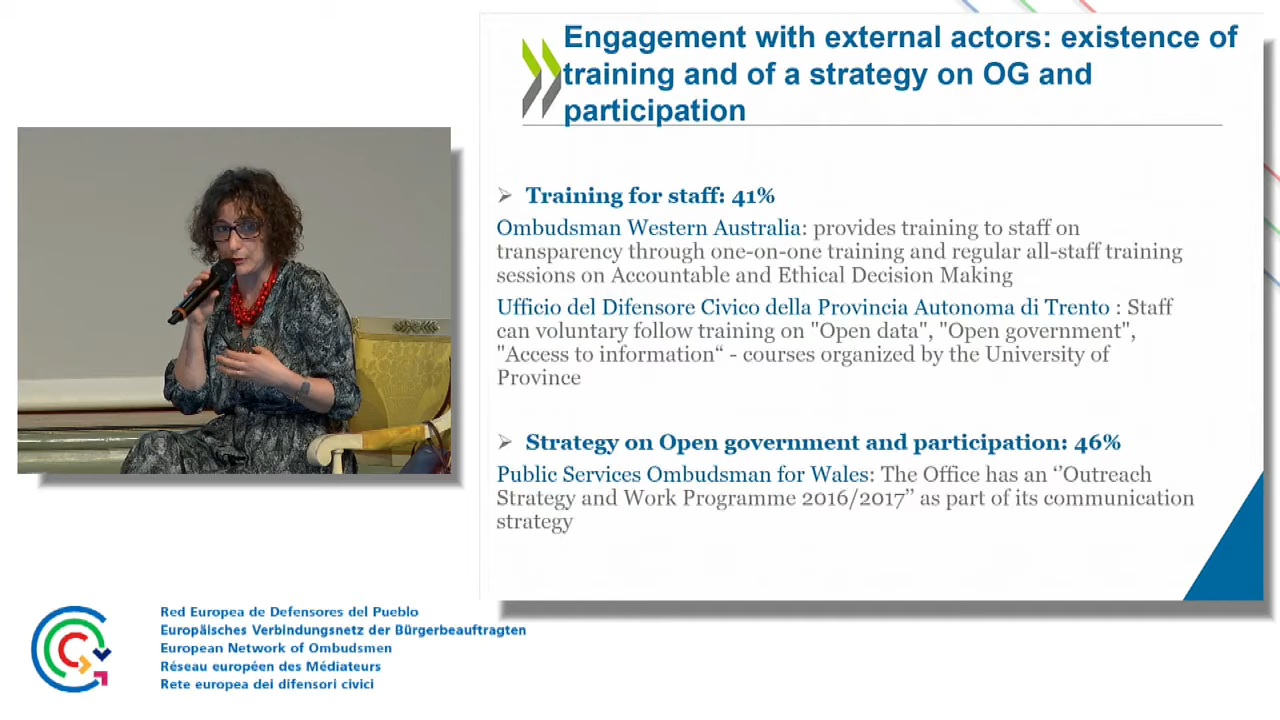 Engagement with external actors: existence of
training and of a strategy on OG and
participation
Training for staff: 41%
Ombudsman Western Australia: provides training to staff on
transparency through one-on-one training and regular all-staff training
sessions on Accountable and Ethical Decision Making
Ufficio del Difensore Civico della Provincia Autonoma di Trento : Staff
can voluntary follow training on "Open data", "Open government",
"Access to information“ - courses organized by the University of
Province
Strategy on Open government and participation: 46%
Public Services Ombudsman for Wales: The Office has an ‘’Outreach
Strategy and Work Programme 2016/2017’’ as part of its communication
strategy
Red Europea de Defensores del Pueblo
Europäisches Verbindungsnetz der Bürgerbeauftragten
European Network of Ombudsmen
Réseau européen des Médiateurs
Rete europea dei difensori civici